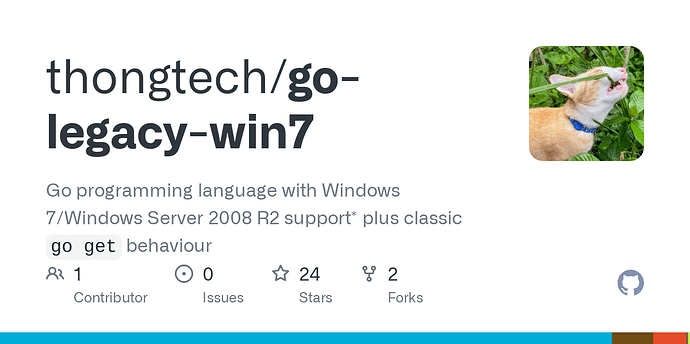 thongtech/go-
legacy-win7
Go programming language with Windows
7/Windows Server 2008 R2 support* plus classic
go get behaviour
1 0 24 2
Contributor Issues Stars Forks